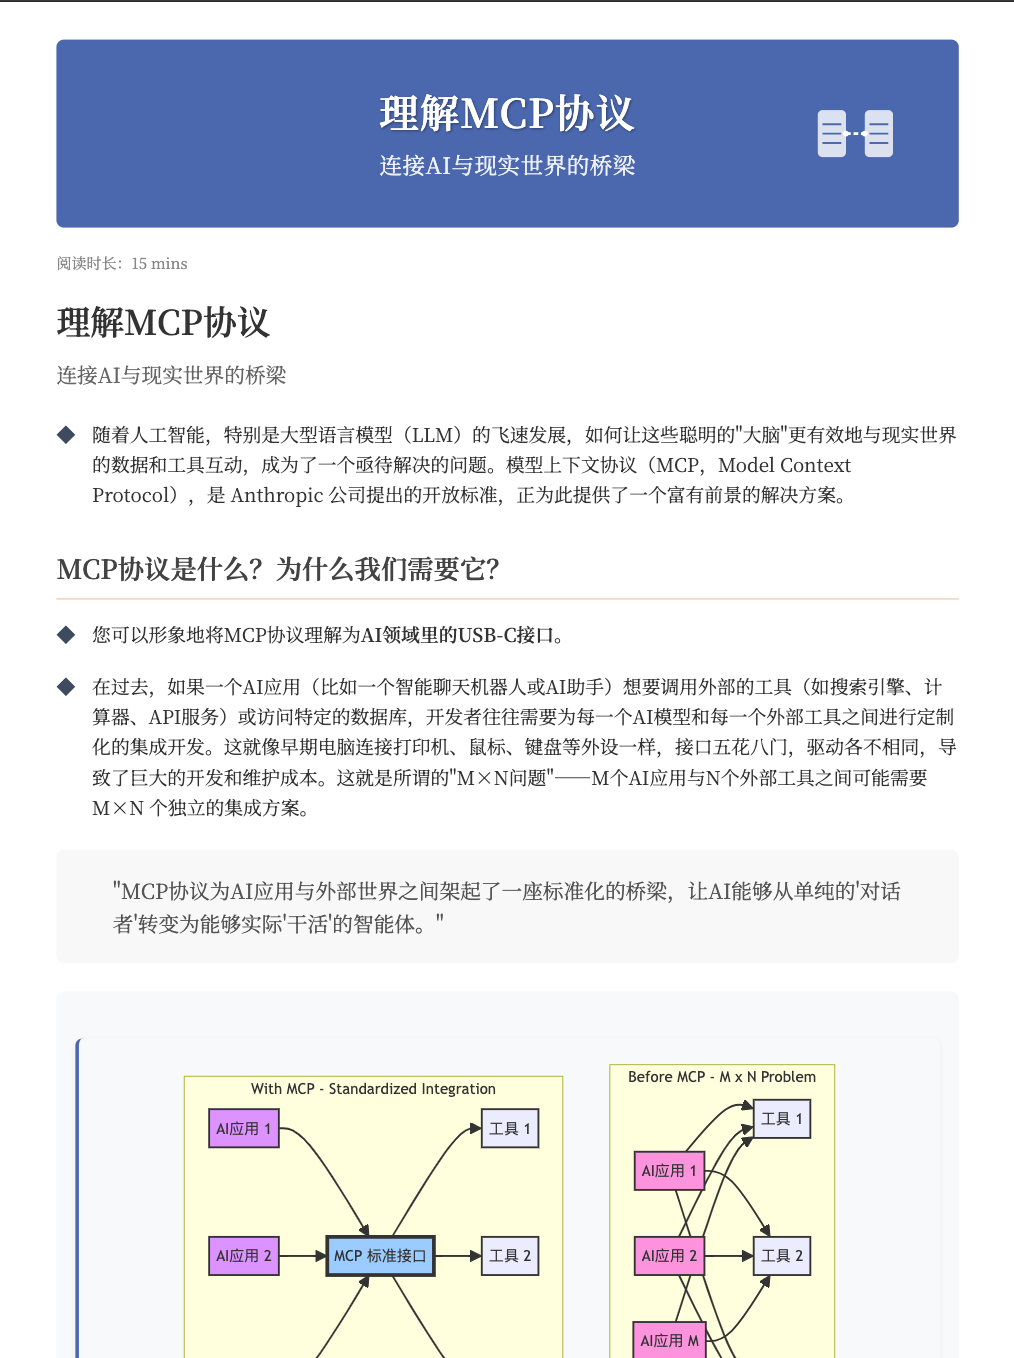 理解MCP协议
连接AI与现实世界的桥梁
阅读时长：15 mins
理解MCP协议
连接AI与现实世界的桥梁
随着人工智能，特别是大型语言模型（LLM）的飞速发展，如何让这些聪明的"大脑"更有效地与现实世界
的数据和工具互动，成为了一个亟待解决的问题。模型上下文协议（MCP，Model Context
Protocol），是 Anthropic 公司提出的开放标准，正为此提供了一个富有前景的解决方案。
MCP协议是什么？为什么我们需要它？
您可以形象地将MCP协议理解为AI领域里的USB-C接口。
在过去，如果一个AI应用（比如一个智能聊天机器人或AI助手）想要调用外部的工具（如搜索引擎、计
算器、API服务）或访问特定的数据库，开发者往往需要为每一个AI模型和每一个外部工具之间进行定制
化的集成开发。这就像早期电脑连接打印机、鼠标、键盘等外设一样，接口五花八门，驱动各不相同，导
致了巨大的开发和维护成本。这就是所谓的"M×N问题"——M个AI应用与N个外部工具之间可能需要
M×N 个独立的集成方案。
"MCP协议为AI应用与外部世界之间架起了一座标准化的桥梁，让AI能够从单纯的'对话
者'转变为能够实际'干活'的智能体。"
With MCP - Standardized Integration
AI应用 1
工具 1
AI应用 2
MCP 标准接口
工具 2
Before MCP - M x N Problem
工具 1
AI应用 1
AI应用 2
工具 2
AI应用 M